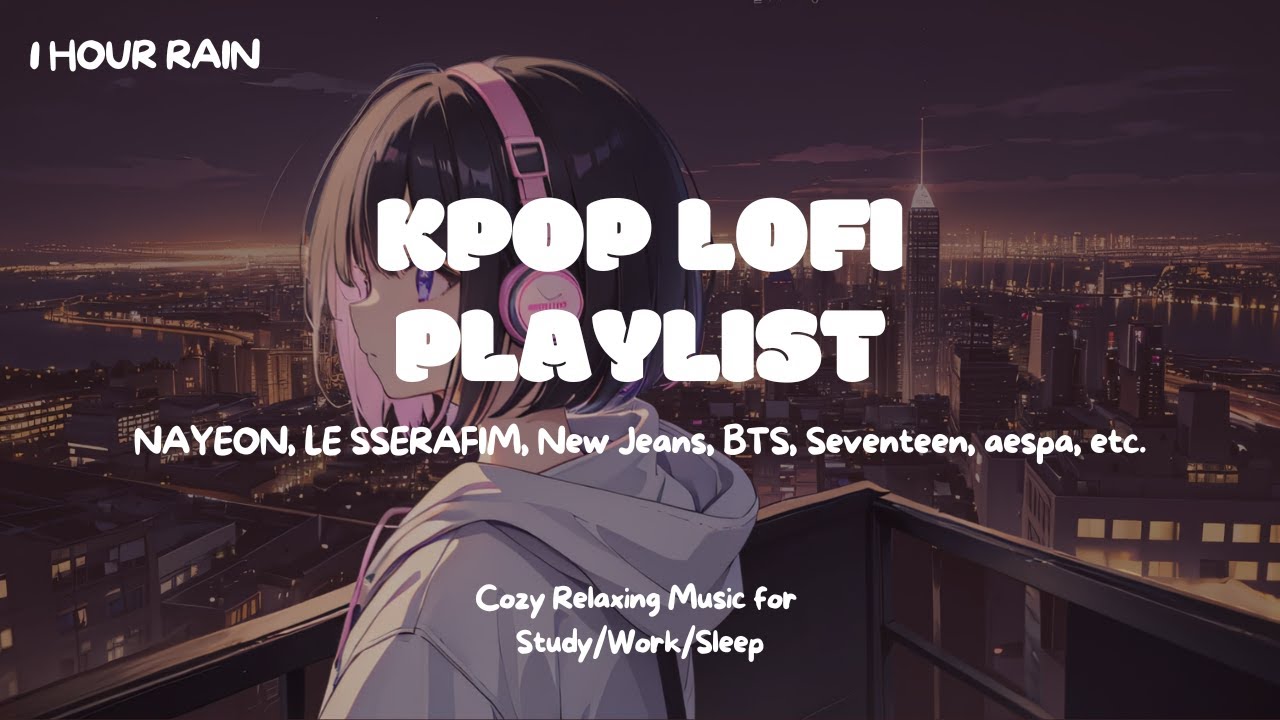 1 HOUR RAIN
KPOP LOFI
PLAYLIST
NAYEON, LE SSERAFIM, New Jeans, BTS, Seventeen, aespa, etc.
Cozy Relaxing Music for
Study/Work/Sleep